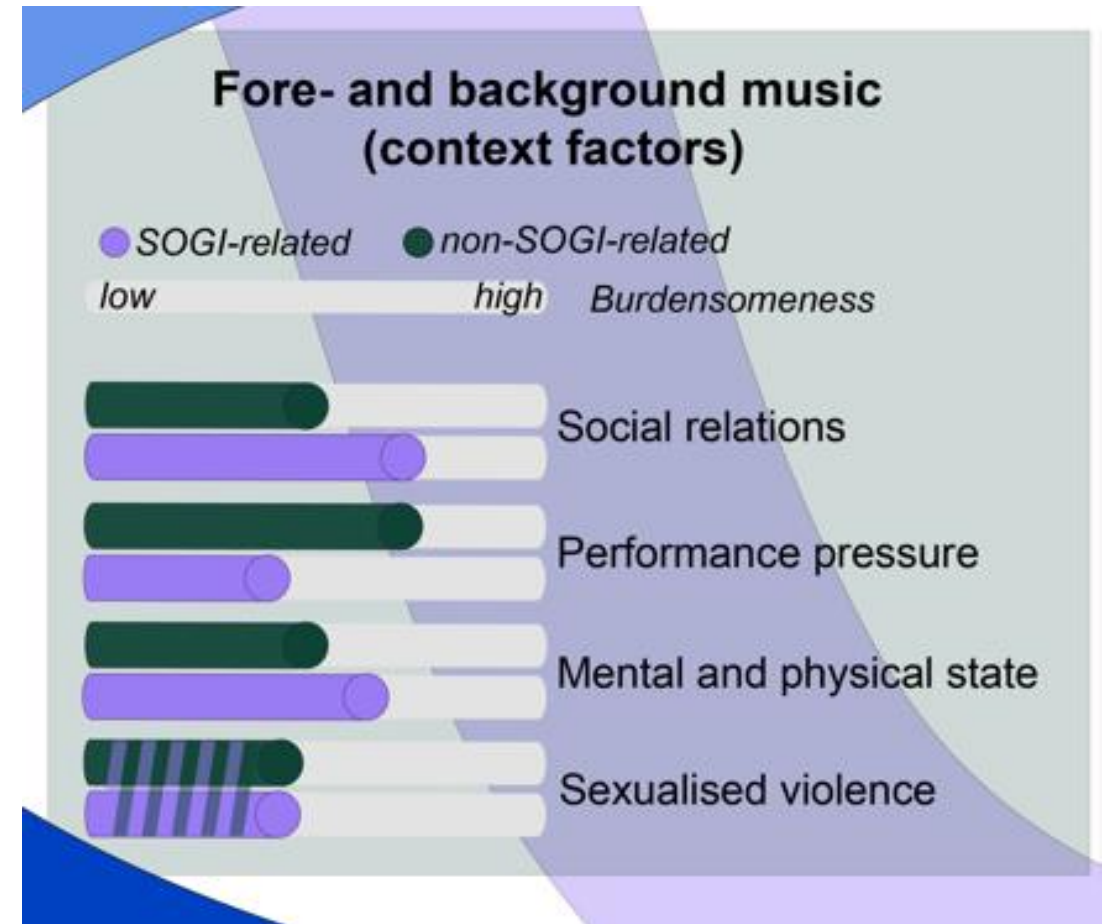 Fore- and background music
(context factors)
SOGI-related non-SOGI-related
low high Burdensomeness
Social relations
Performance pressure
Mental and physical state
Sexualised violence